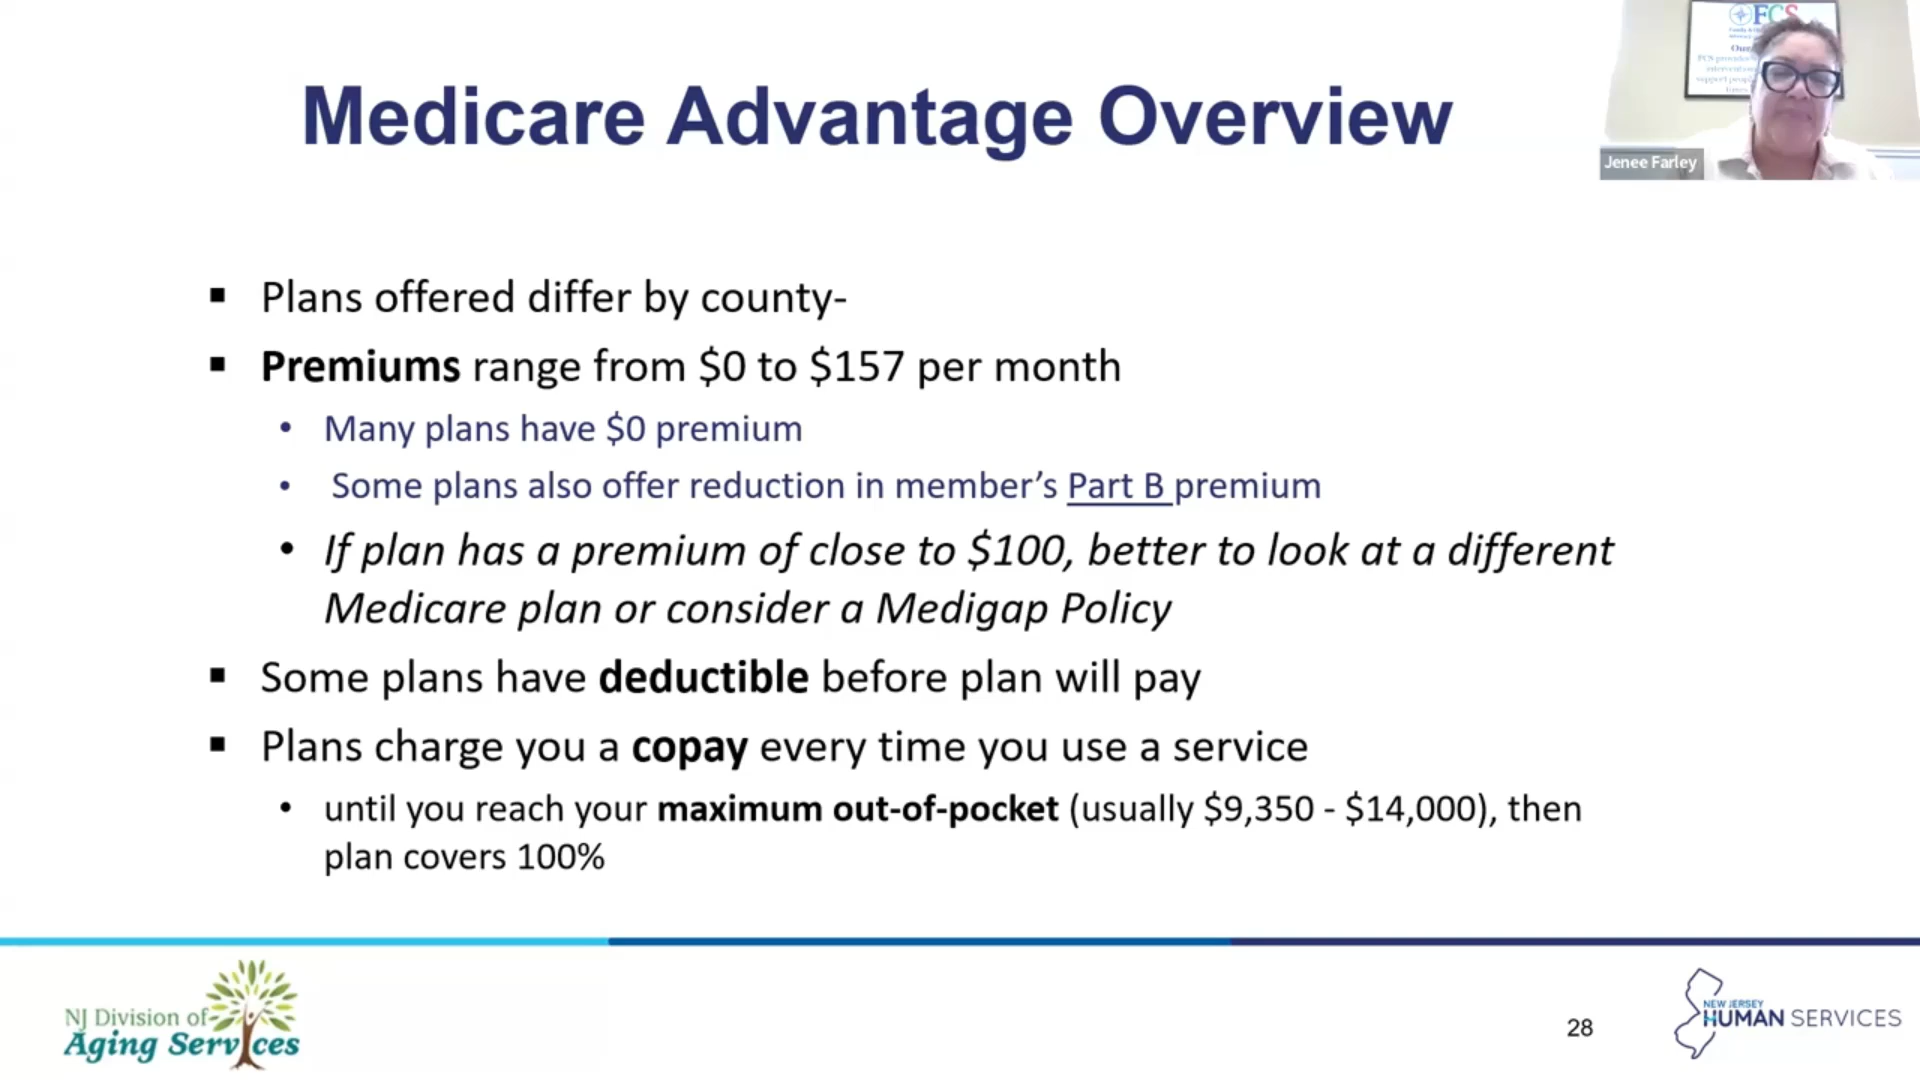 FCS
Medicare Advantage Overview
Jenee Farley
▪ Plans offered differ by county-
▪ Premiums range from $0 to $157 per month
• Many plans have $0 premium
• Some plans also offer reduction in member’s Part B premium
• If plan has a premium of close to $100, better to look at a different
Medicare plan or consider a Medigap Policy
▪ Some plans have deductible before plan will pay
▪ Plans charge you a copay every time you use a service
• until you reach your maximum out-of-pocket (usually $9,350 - $14,000), then
plan covers 100%
NJ Division of
Aging Services
28
NEW JERSEY
HUMAN SERVICES